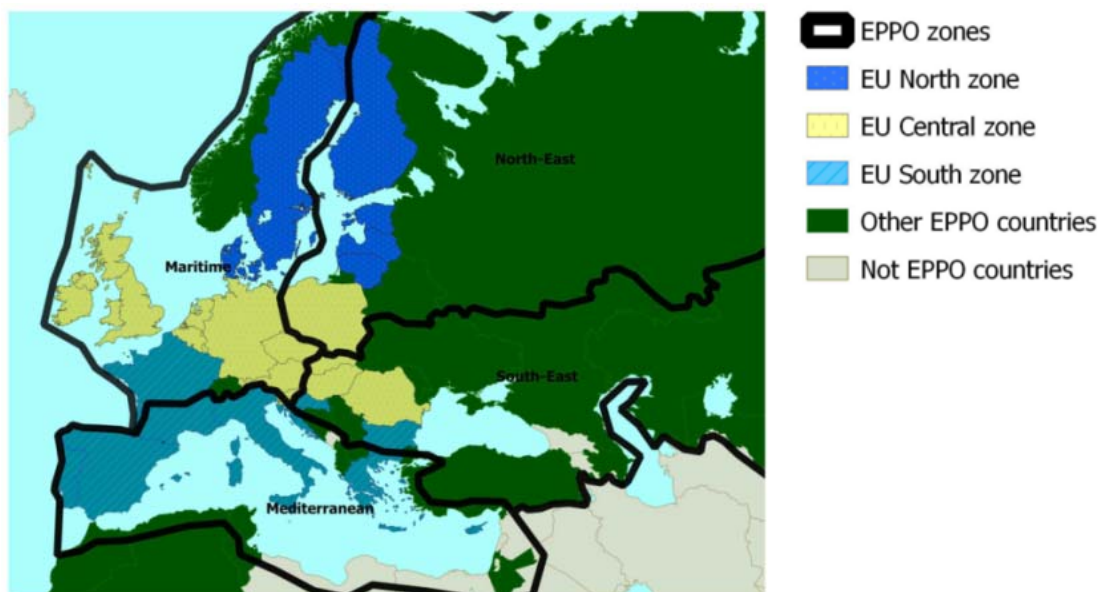 EPPO zones
EU North zone
EU Central zone
EU South zone
Other EPPO countries
Not EPPO countries
North-East
Maritime
South-East
Mediterranean